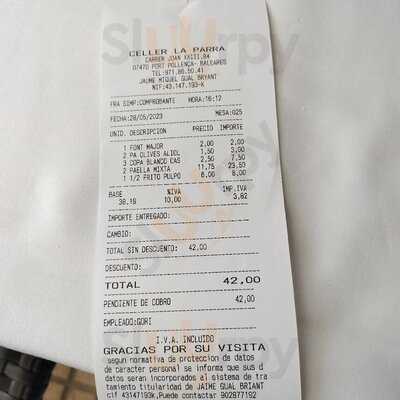 CELLER LA PARRA
CARRER JOAN XXIII,84
07470 PORT POLLENÇA- BALEARES
TEL:971.86.50.41
JAIME MIQUEL GUAL BRYANT
NIF:43.147.193-K
FRA SIMP:COMPROBANTE HORA:16:12
MESA:025
FECHA:28/05/2023
UNID. DESCRIPCION PRECIO IMPORTE
1 FONT MAJOR 2,00 2,00
2 PA OLIVES ALIOL 1,50 3,00
3 COPA BLANCO CAS 2,50 7,50
2 PAELLA MIXTA 11,75 23,50
1 1/2 FRITO PULPO 6,00 6,00
BASE %IVA IMP.IVA
38,18 10,00 3,82
IMPORTE ENTREGADO:
CAMBIO:
TOTAL SIN DESCUENTO: 42,00
DESCUENTO:
TOTAL 42,00
PENDIENTE DE COBRO 42,00
EMPLEADO:GORI
I.V.A. INCLUIDO
GRACIAS POR SU VISITA
segun normativa de proteccion de datos
de caracter personal se informa que sus d
datos seran incorporados al sistema de tra
tamiento titularidad de JAIME GUAL BRIANT
cif 43147193k,Puede contactar 902877192
Sluurpy